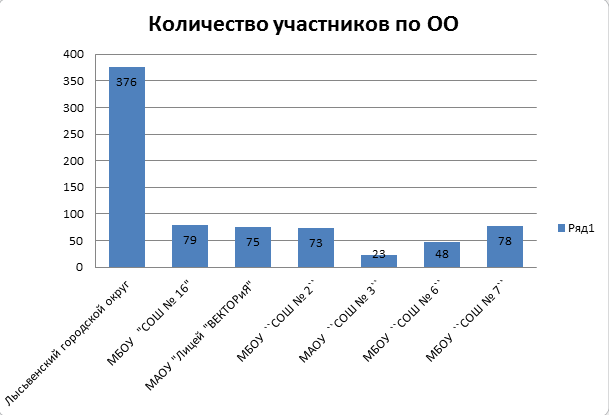 Количество участников по ОО
400
350
300
250
200
150
100
50
0
376
79
75
73
23
48
78
Ряд1
Лысьвенский городской округ
МБОУ "СОШ № 16"
МАОУ "Лицей "ВЕКТОРиЯ"
МБОУ ``СОШ № 2``
МАОУ ``СОШ № 3``
МБОУ ``СОШ № 6``
МБОУ ``СОШ № 7``